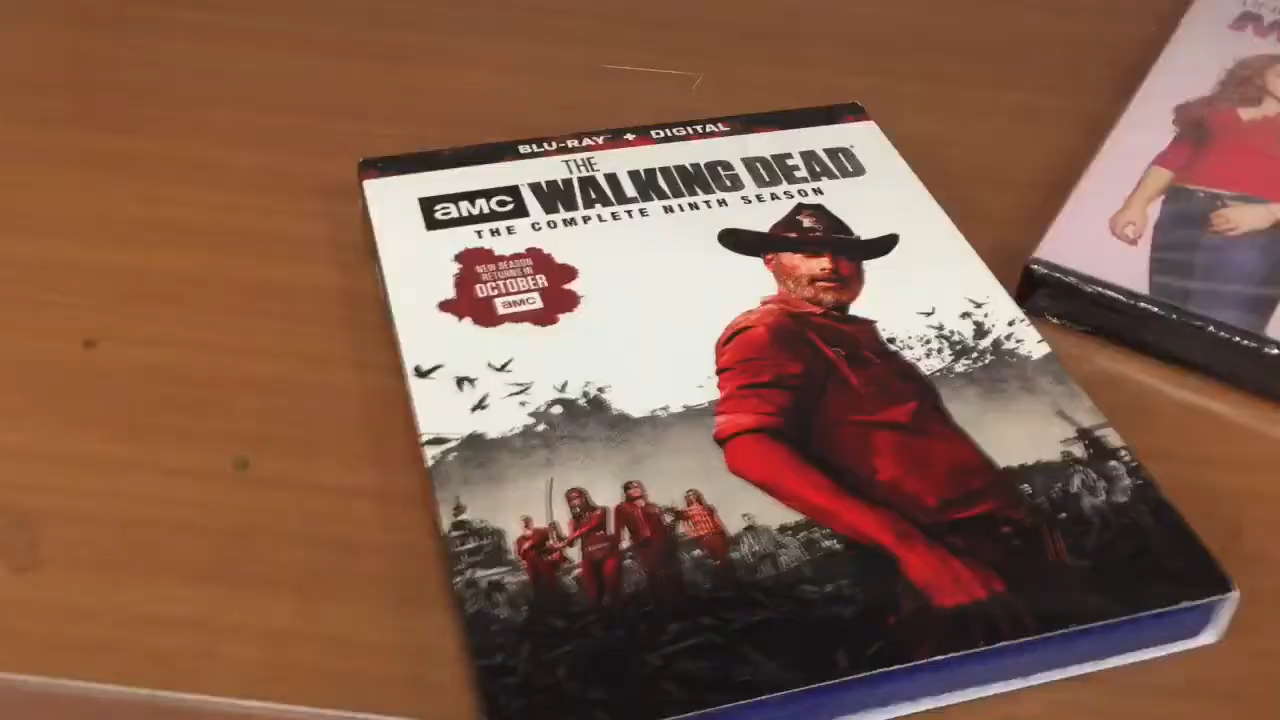 BLU-RAY + DIGITAL
THE
amc WALKING DEAD
THE COMPLETE NINTH SEASON
NEW SEASON
RETURNS IN
OCTOBER
amc